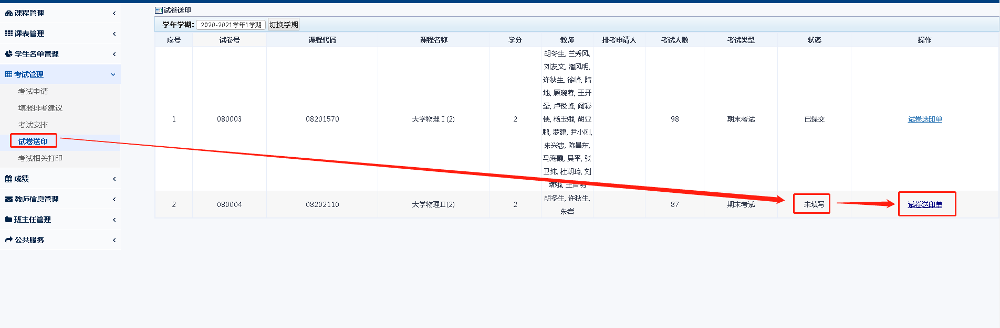 课程管理
课表管理
学生名单管理
考试管理
考试申请
填报排考建议
考试安排
试卷送印
考试相关打印
成绩
教师信息管理
班主任管理
公共服务
试卷送印
学年学期: 2020-2021学年1学期 切换学期
序号 试卷号 课程代码 课程名称 学分 教师 排考申请人 考试人数 考试类型 状态 操作
胡冬生, 兰秀风,
刘友文, 潘风明,
许秋生, 徐峰, 陆
地, 顾晓蓉, 王开
圣, 卢俊峰, 阚彩
1 080003 08201570 大学物理Ⅰ(2) 2 侠, 杨玉娥, 胡亚 98 期末考试 已提交 试卷送印单
鹏, 罗建, 尹小刚,
朱兴忠, 陈昌东,
马海霞, 吴平, 张
卫纯, 杜朝玲, 刘
曙娥,
胡冬生, 许秋生,
2 080004 08202110 大学物理Ⅱ(2) 2 87 期末考试 未填写 试卷送印单
朱岩